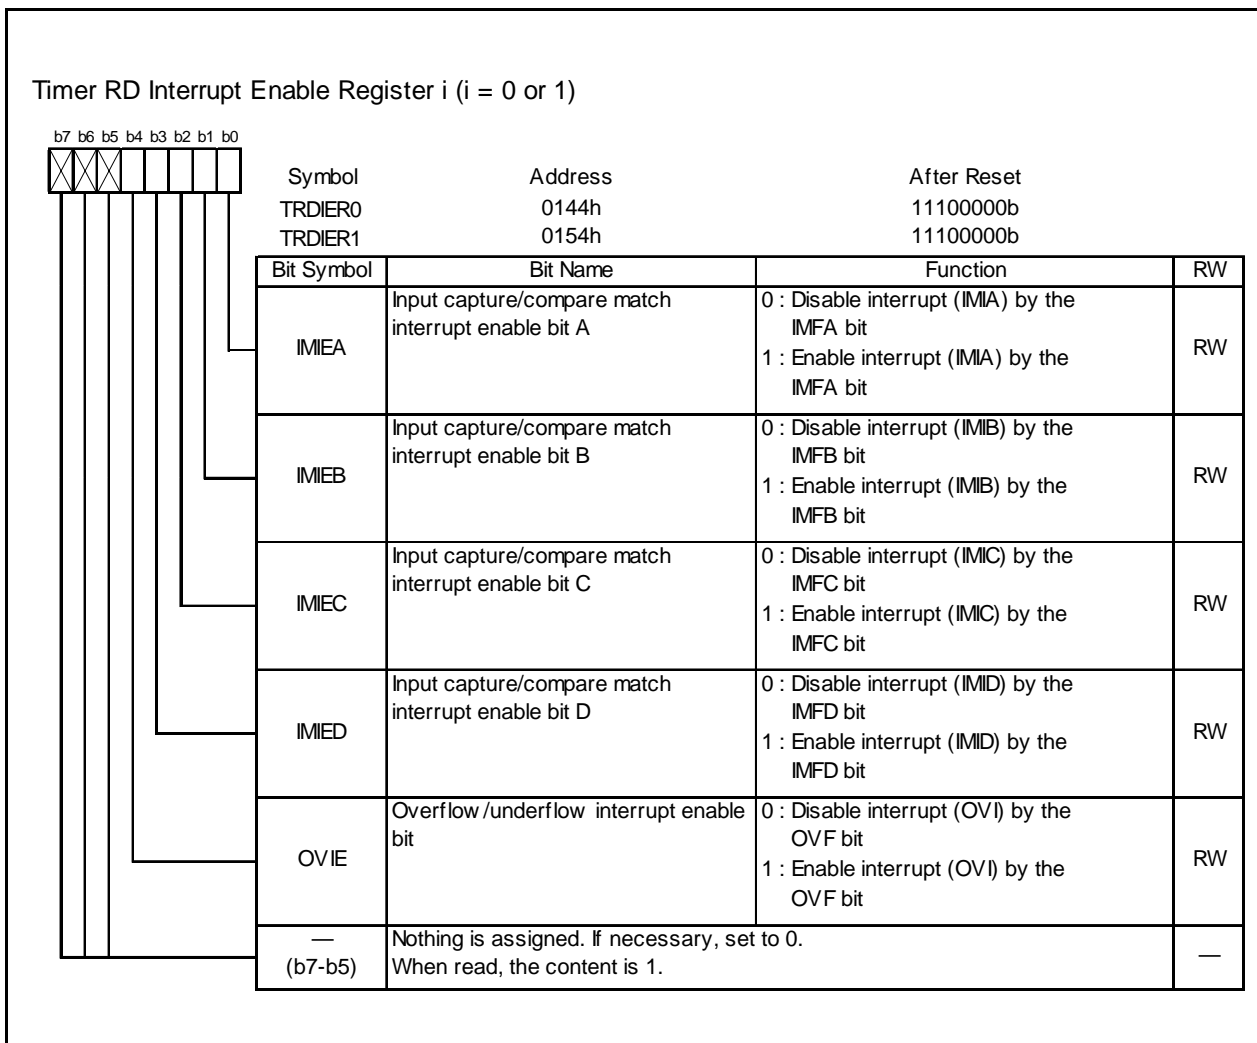 Timer RD Interrupt Enable Register i (i = 0 or 1)
b7 b6 b5 b4 b3 b2 b1 b0
Symbol Address After Reset
TRDIER0 0144h 11100000b
TRDIER1 0154h 11100000b
Bit Symbol Bit Name Function RW
IMIEA
Input capture/compare match
interrupt enable bit A
0 : Disable interrupt (IMIA) by the
IMFA bit
1 : Enable interrupt (IMIA) by the
IMFA bit
RW
IMIEB
Input capture/compare match
interrupt enable bit B
0 : Disable interrupt (IMIB) by the
IMFB bit
1 : Enable interrupt (IMIB) by the
IMFB bit
RW
IMIEC
Input capture/compare match
interrupt enable bit C
0 : Disable interrupt (IMIC) by the
IMFC bit
1 : Enable interrupt (IMIC) by the
IMFC bit
RW
IMIED
Input capture/compare match
interrupt enable bit D
0 : Disable interrupt (IMID) by the
IMFD bit
1 : Enable interrupt (IMID) by the
IMFD bit
RW
OVIE
Overflow/underflow interrupt enable
bit
0 : Disable interrupt (OVI) by the
OVF bit
1 : Enable interrupt (OVI) by the
OVF bit
RW
—
(b7-b5)
Nothing is assigned. If necessary, set to 0.
When read, the content is 1.
—